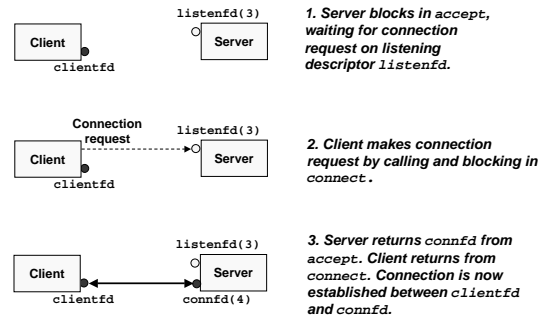 listenfd(3)
Client
Server
clientfd
1. Server blocks in accept,
waiting for connection
request on listening
descriptor listenfd.
Connection
request
listenfd(3)
Client
Server
clientfd
2. Client makes connection
request by calling and blocking in
connect.
listenfd(3)
Client
Server
clientfd
connfd(4)
3. Server returns connfd from
accept. Client returns from
connect. Connection is now
established between clientfd
and connfd.